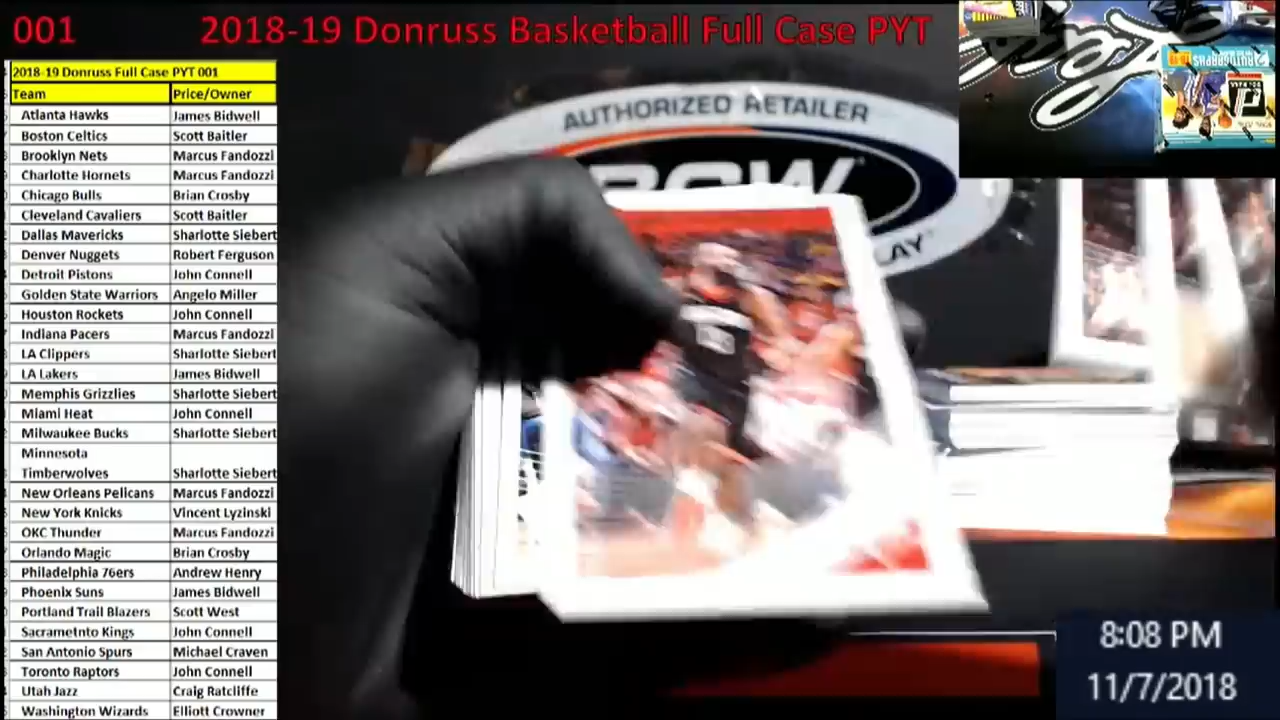 001 2018-19 Donruss Basketball Full Case PYT
2018-19 Donruss Full Case PYT 001
Team Price/Owner
Atlanta Hawks James Bidwell
Boston Celtics Scott Baitler
Brooklyn Nets Marcus Fandozzi
Charlotte Hornets Marcus Fandozzi
Chicago Bulls Brian Crosby
Cleveland Cavaliers Scott Baitler
Dallas Mavericks Sharlotte Siebert
Denver Nuggets Robert Ferguson
Detroit Pistons John Connell
Golden State Warriors Angelo Miller
Houston Rockets John Connell
Indiana Pacers Marcus Fandozzi
LA Clippers Sharlotte Siebert
LA Lakers James Bidwell
Memphis Grizzlies Sharlotte Siebert
Miami Heat John Connell
Milwaukee Bucks Sharlotte Siebert
Minnesota
Timberwolves Sharlotte Siebert
New Orleans Pelicans Marcus Fandozzi
New York Knicks Vincent Lyzinski
OKC Thunder Marcus Fandozzi
Orlando Magic Brian Crosby
Philadelphia 76ers Andrew Henry
Phoenix Suns James Bidwell
Portland Trail Blazers Scott West
Sacrametnto Kings John Connell
San Antonio Spurs Michael Craven
Toronto Raptors John Connell
Utah Jazz Craig Ratcliffe
Washington Wizards Elliott Crowner
AUTHORIZED RETAILER
2 AUTOGRAPHS
8:08 PM
11/7/2018